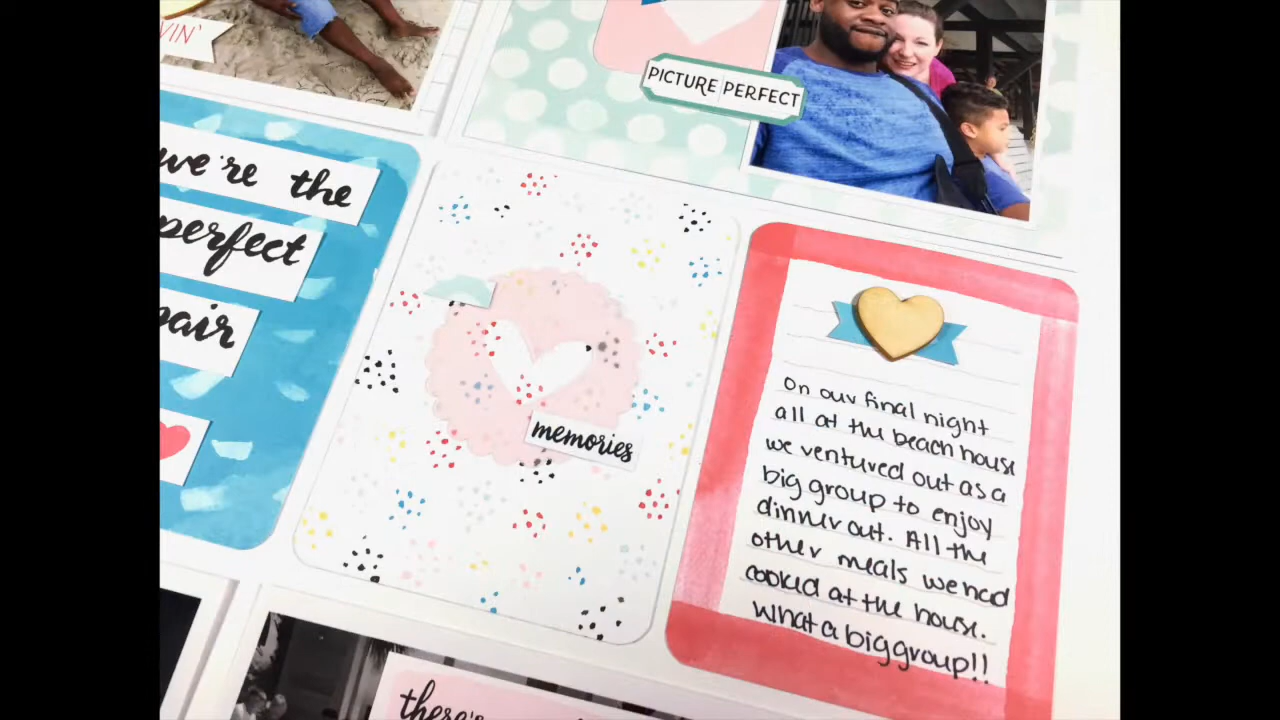 VIN'
PICTURE PERFECT
we're the
perfect
pair
memories
On our final night
all at the beach house
we ventured out as a
big group to enjoy
dinner out. All the
other meals we had
cooked at the house.
What a big group!!
there's